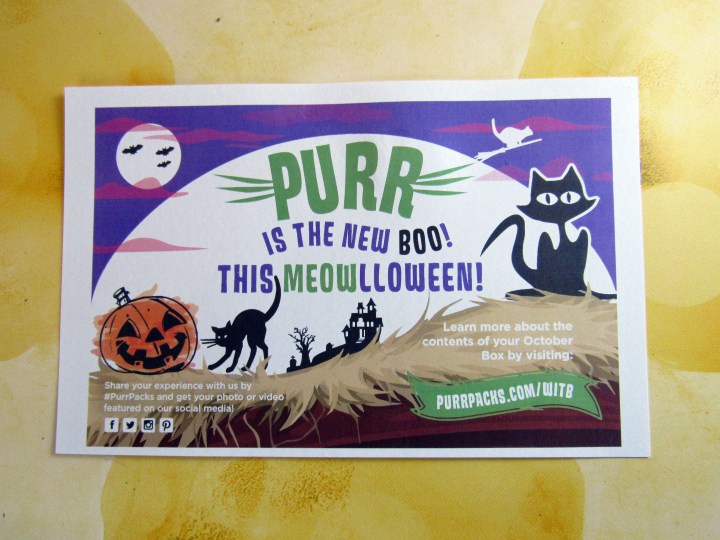 PURR
IS THE NEW BOO!
THIS MEOWLLOWEEN!
Learn more about the
contents of your October
Box by visiting:
PURRPACKS.COM/WITB
Share your experience with us by
#PurrPacks and get your photo or video
featured on our social media!